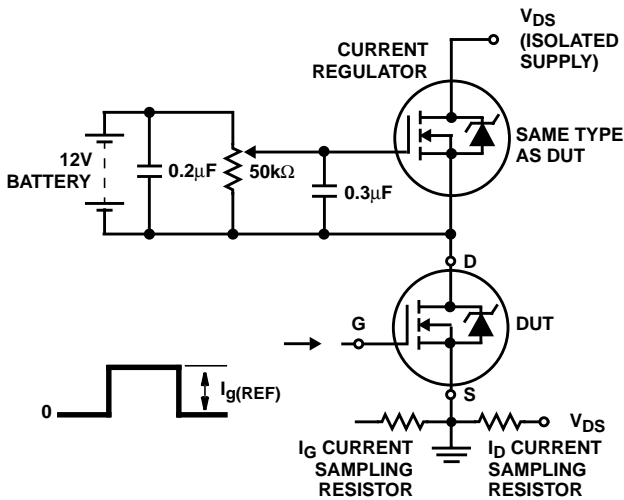 V_DS
(ISOLATED
SUPPLY)
CURRENT
REGULATOR
SAME TYPE
AS DUT
12V
BATTERY
0.2μF
50kΩ
0.3μF
D
DUT
G
I_g(REF)
0
S
V_DS
I_G CURRENT
SAMPLING
RESISTOR
I_D CURRENT
SAMPLING
RESISTOR